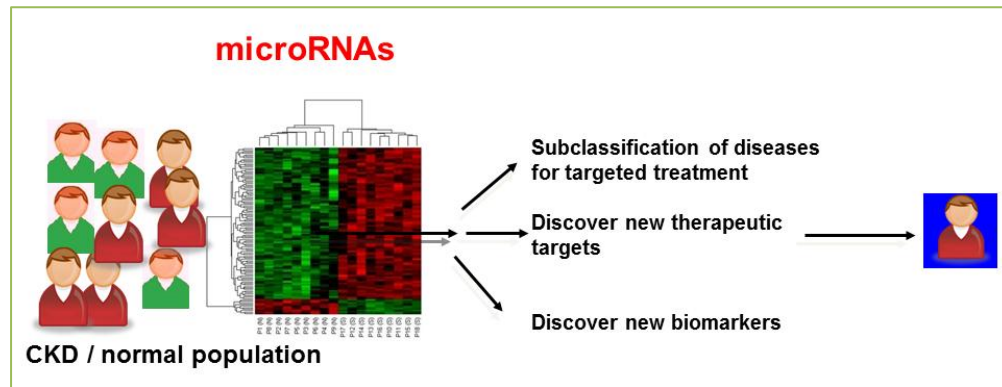 microRNAs
Subclassification of diseases
for targeted treatment
Discover new therapeutic
targets
Discover new biomarkers
CKD / normal population